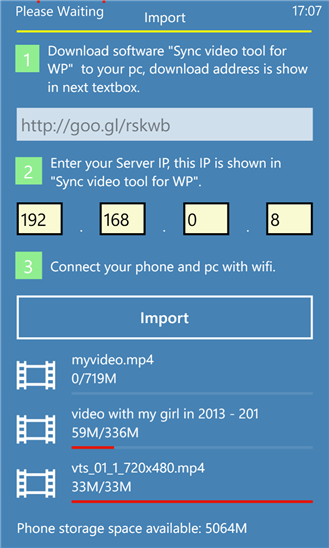 Please Waiting
Import
17:07
1
Download software "Sync video tool for
WP"  to your pc, download address is show
in next textbox.
http://goo.gl/rskwb
2
Enter your Server IP, this IP is shown in
"Sync video tool for WP".
192 . 168 . 0 . 8
3
Connect your phone and pc with wifi.
Import
myvideo.mp4
0/719M
video with my girl in 2013 - 201
59M/336M
vts_01_1_720x480.mp4
33M/33M
Phone storage space available: 5064M